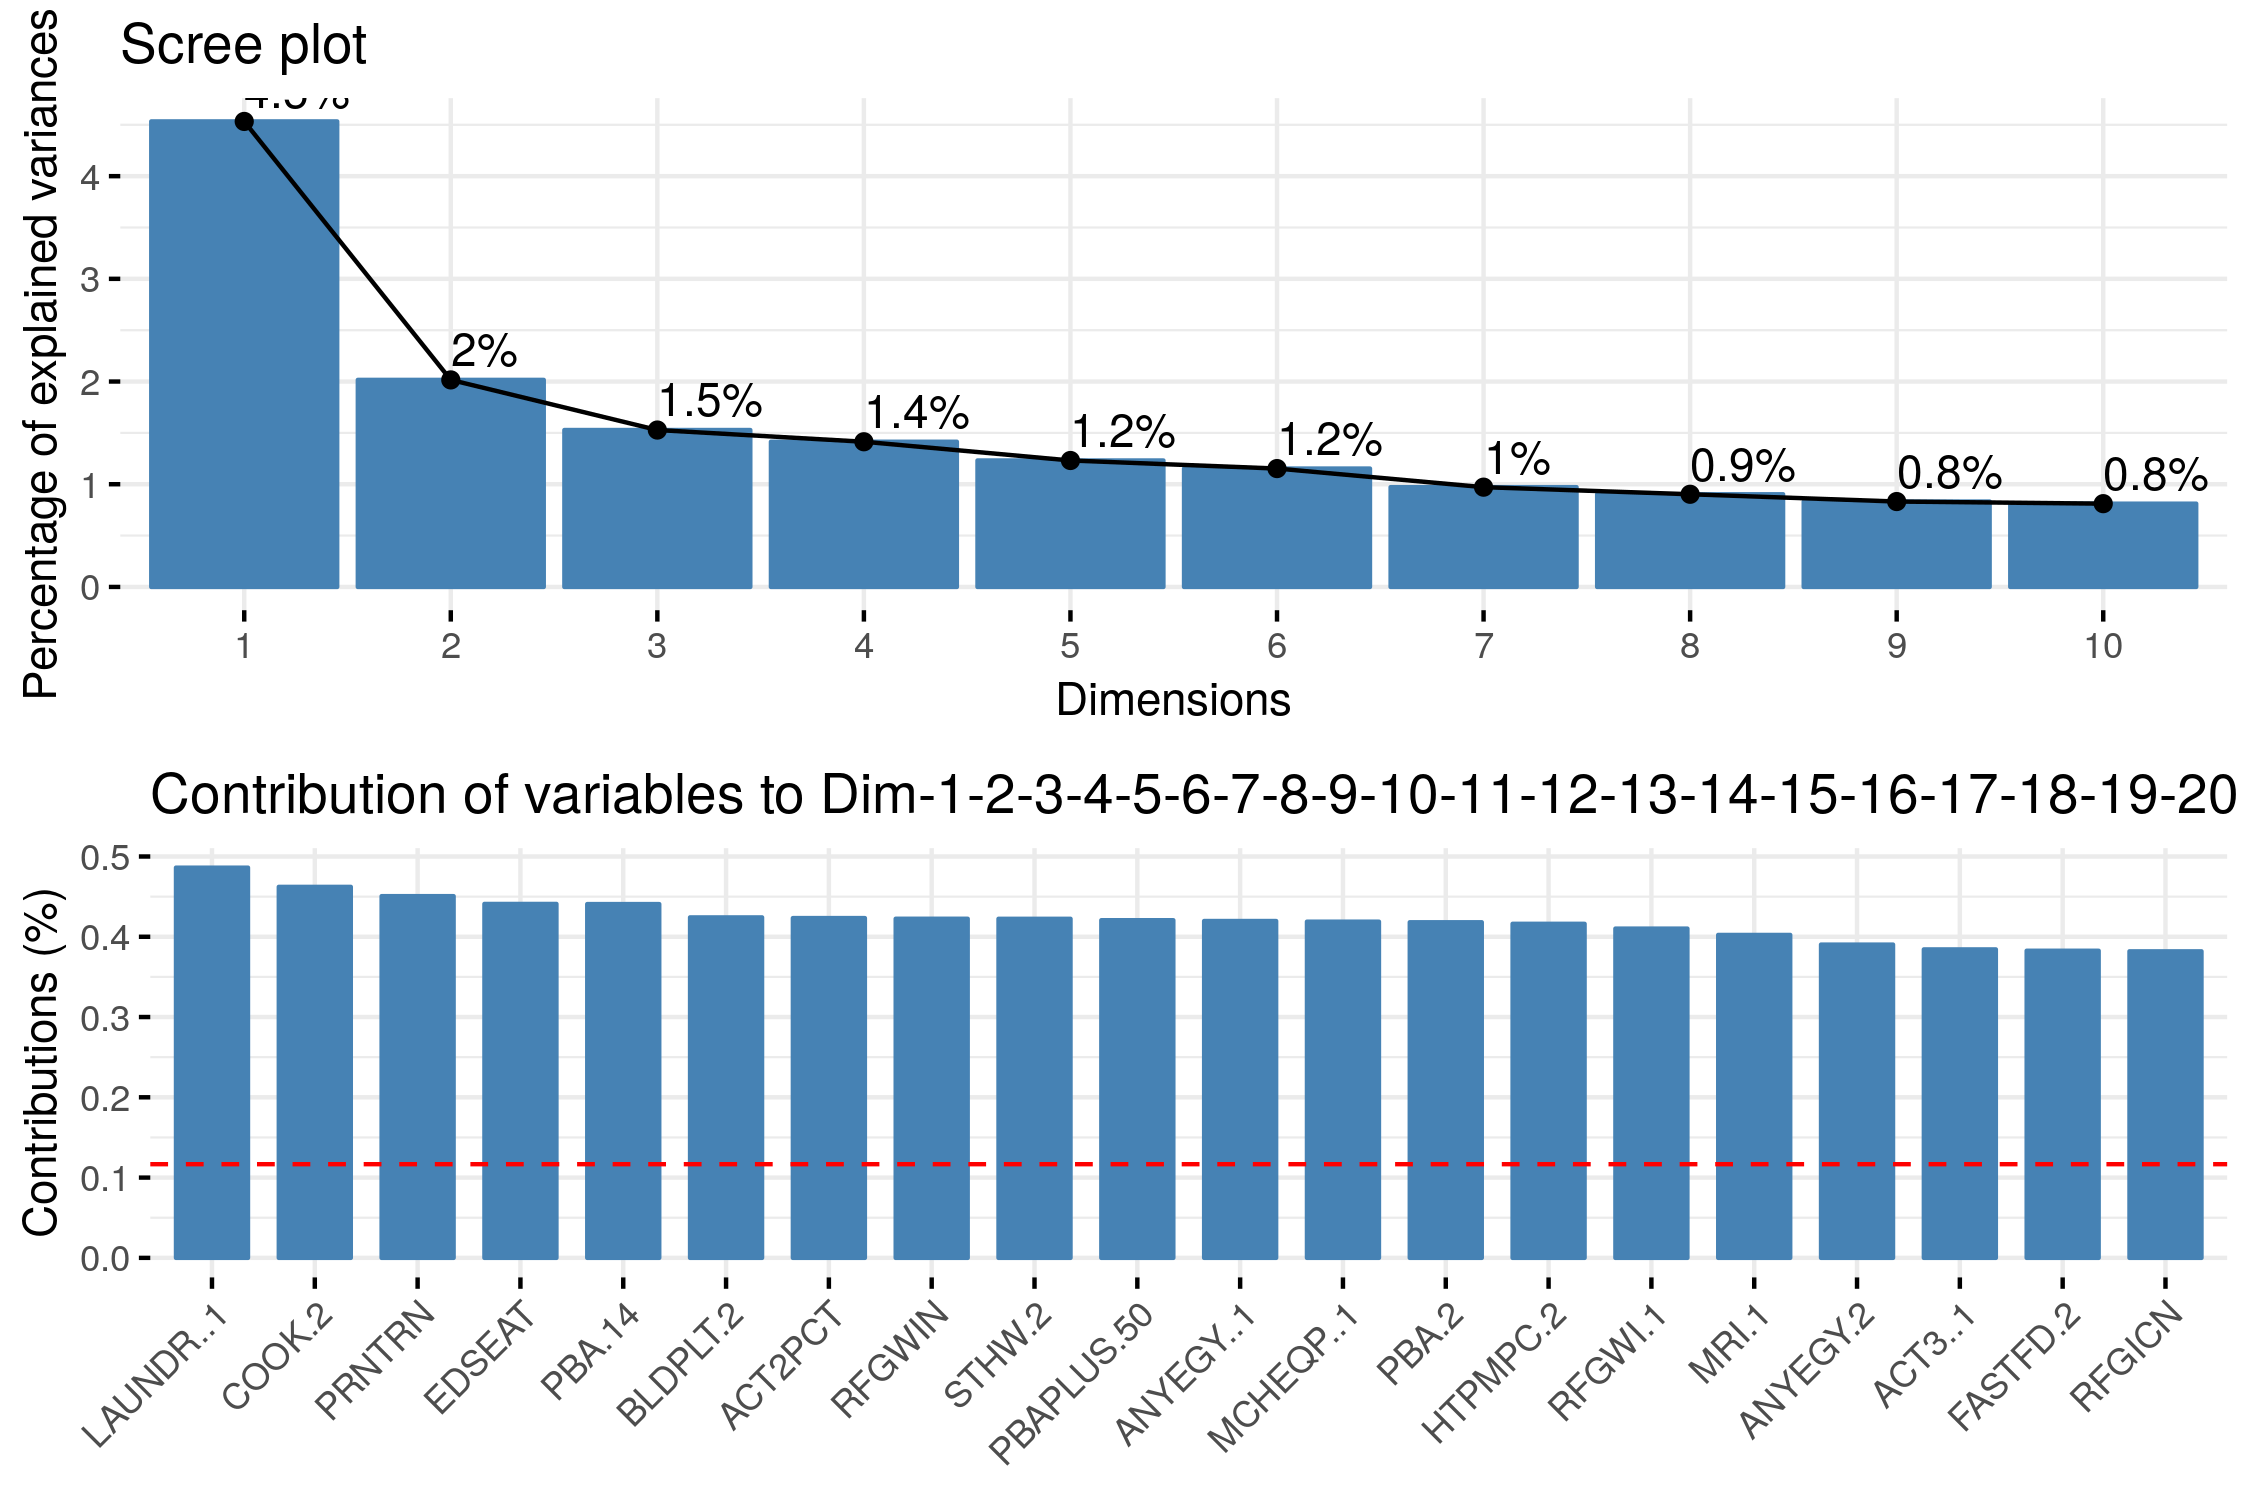 Scree plot
Percentage of explained variances
4
3
2
1
0
2%
1.5%
1.4%
1.2%
1.2%
1%
0.9%
0.8%
0.8%
1 2 3 4 5 6 7 8 9 10
Dimensions
Contribution of variables to Dim-1-2-3-4-5-6-7-8-9-10-11-12-13-14-15-16-17-18-19-20
Contributions (%)
0.5
0.4
0.3
0.2
0.1
0.0
LAUNDR..1
COOK.2
PRNTRN
EDSEAT
PBA.14
BLDPLT.2
ACT2PCT
RFGWIN
STHW.2
PBAPLUS.50
ANYEGY..1
MCHEQP..1
PBA.2
HTPMPC.2
RFGWI.1
MRI.1
ANYEGY.2
ACT3..1
FASTFD.2
RFGICN